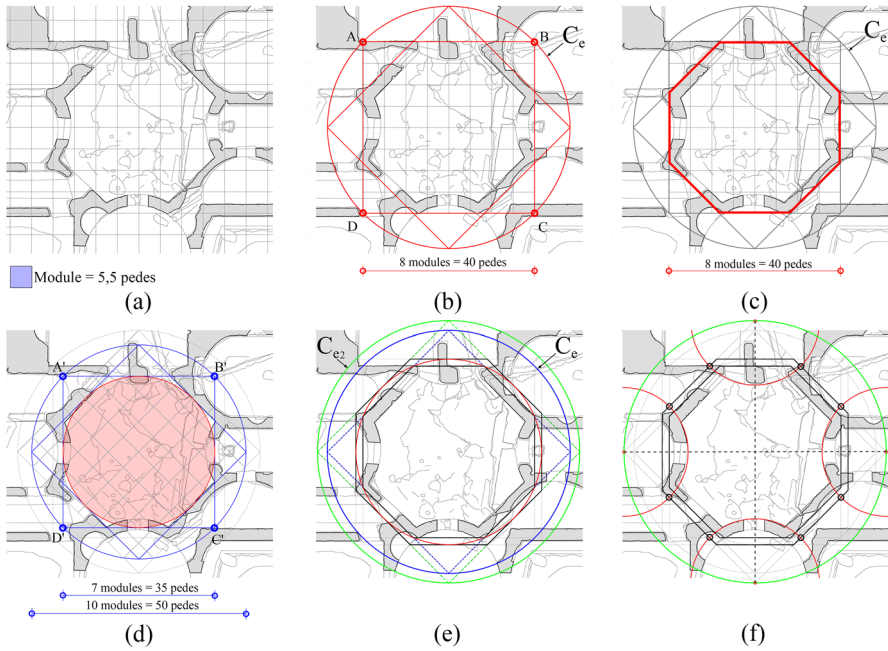 A
B
C
D
Cₑ
8 modules = 40 pedes
Cₑ
8 modules = 40 pedes
Module = 5,5 pedes
(a)
(b)
(c)
A'
B'
C'
D'
7 modules = 35 pedes
10 modules = 50 pedes
Cₑ₂
Cₑ
(d)
(e)
(f)